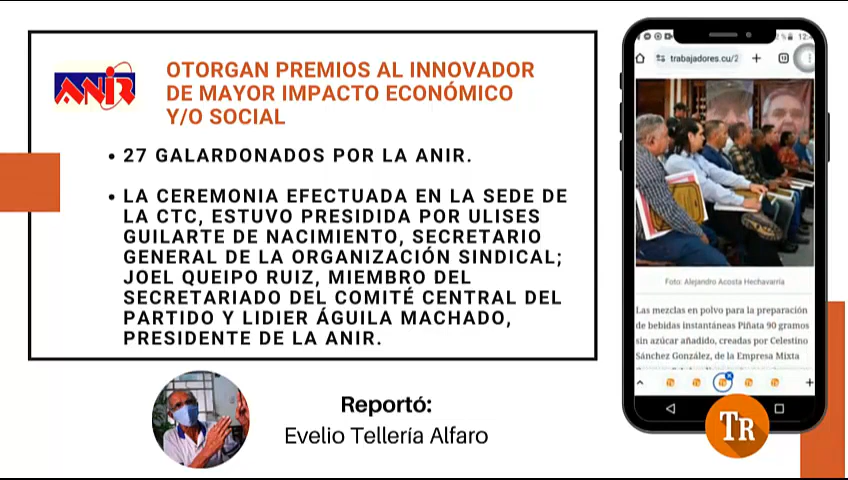 ANIR
OTORGAN PREMIOS AL INNOVADOR
DE MAYOR IMPACTO ECONÓMICO
Y/O SOCIAL
• 27 GALARDONADOS POR LA ANIR.
• LA CEREMONIA EFECTUADA EN LA SEDE DE
LA CTC, ESTUVO PRESIDIDA POR ULISES
GUILARTE DE NACIMIENTO, SECRETARIO
GENERAL DE LA ORGANIZACIÓN SINDICAL;
JOEL QUEIPO RUIZ, MIEMBRO DEL
SECRETARIADO DEL COMITÉ CENTRAL DEL
PARTIDO Y LIDIER ÁGUILA MACHADO,
PRESIDENTE DE LA ANIR.
Reportó:
Evelio Tellería Alfaro
trabajadores.cu/2
Foto: Alejandro Acosta Hechavarría
Las mezclas en polvo para la preparación
de bebidas instantáneas Piñata 90 gramos
sin azúcar añadido, creadas por Celestino
Sánchez González, de la Empresa Mixta
TR